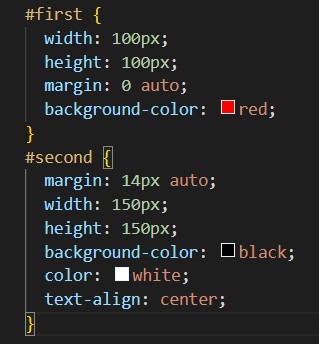 #first {
  width: 100px;
  height: 100px;
  margin: 0 auto;
  background-color: red;
}
#second {
  margin: 14px auto;
  width: 150px;
  height: 150px;
  background-color: black;
  color: white;
  text-align: center;
}